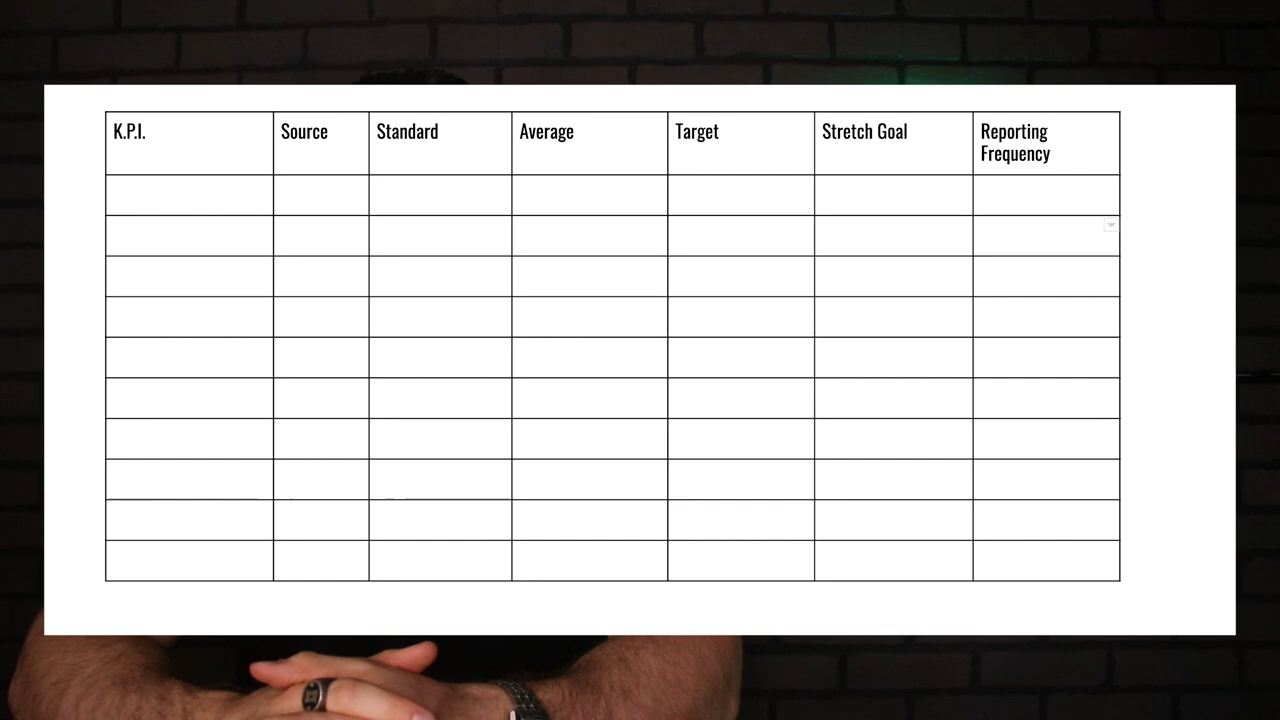 K.P.I.
Source
Standard
Average
Target
Stretch Goal
Reporting
Frequency